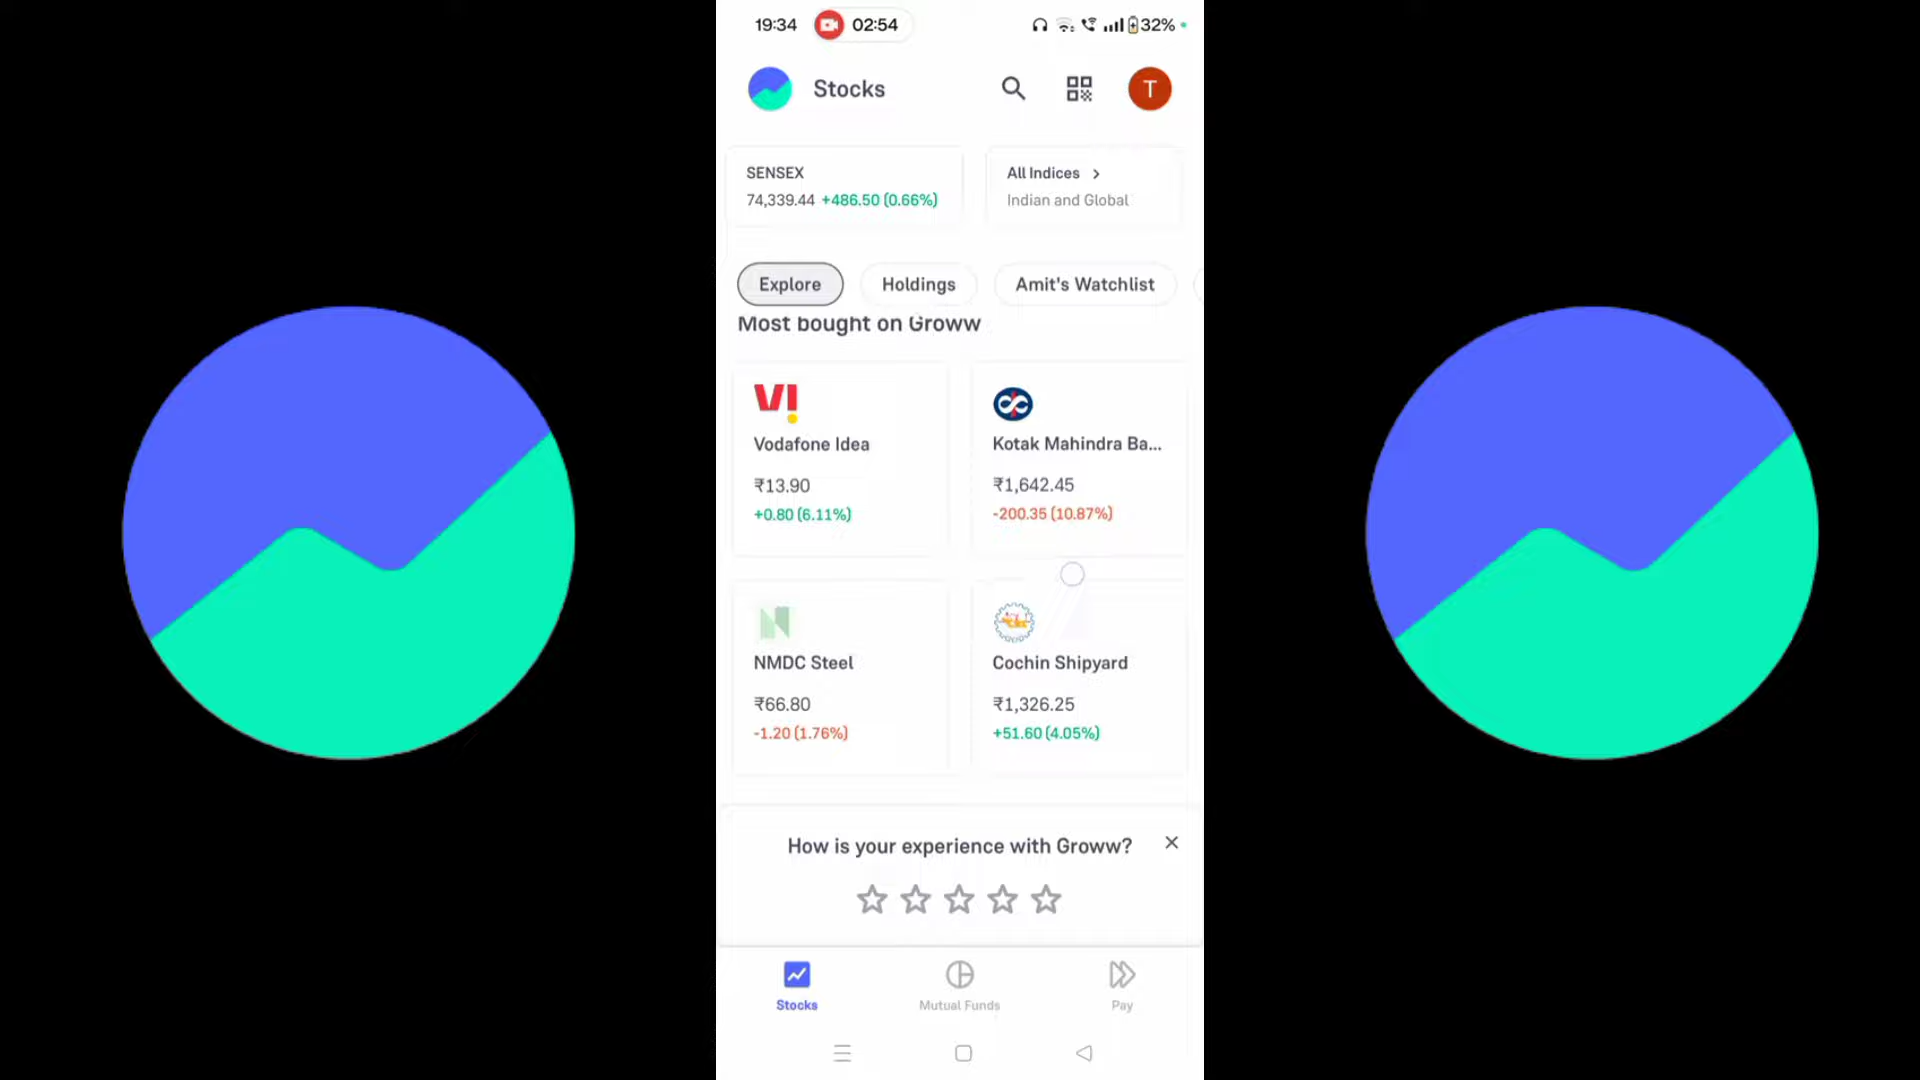 19:34 02:54 32%
Stocks T
SENSEX
74,339.44 +486.50 (0.66%)
All Indices >
Indian and Global
Explore Holdings Amit's Watchlist
Most bought on Groww
VI
Vodafone Idea
₹13.90
+0.80 (6.11%)
Kotak Mahindra Ba...
₹1,642.45
-200.35 (10.87%)
NMDC Steel
₹66.80
-1.20 (1.76%)
Cochin Shipyard
₹1,326.25
+51.60 (4.05%)
How is your experience with Groww?
Stocks Mutual Funds Pay